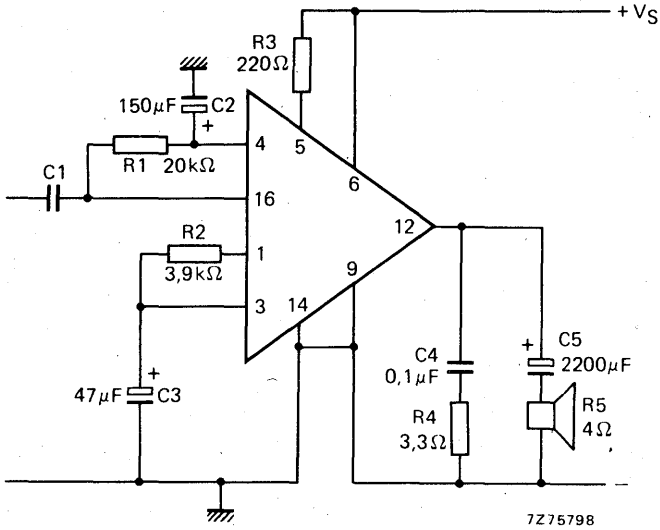 + VS
R3
220Ω
150μF C2
+
4
5
R1 20kΩ
C1
6
16
R2
12
1
3,9kΩ
9
3
14
+
47μF C3
C4
0,1μF
+
C5
2200μF
R4
3,3Ω
R5
4Ω
−
7Z75798